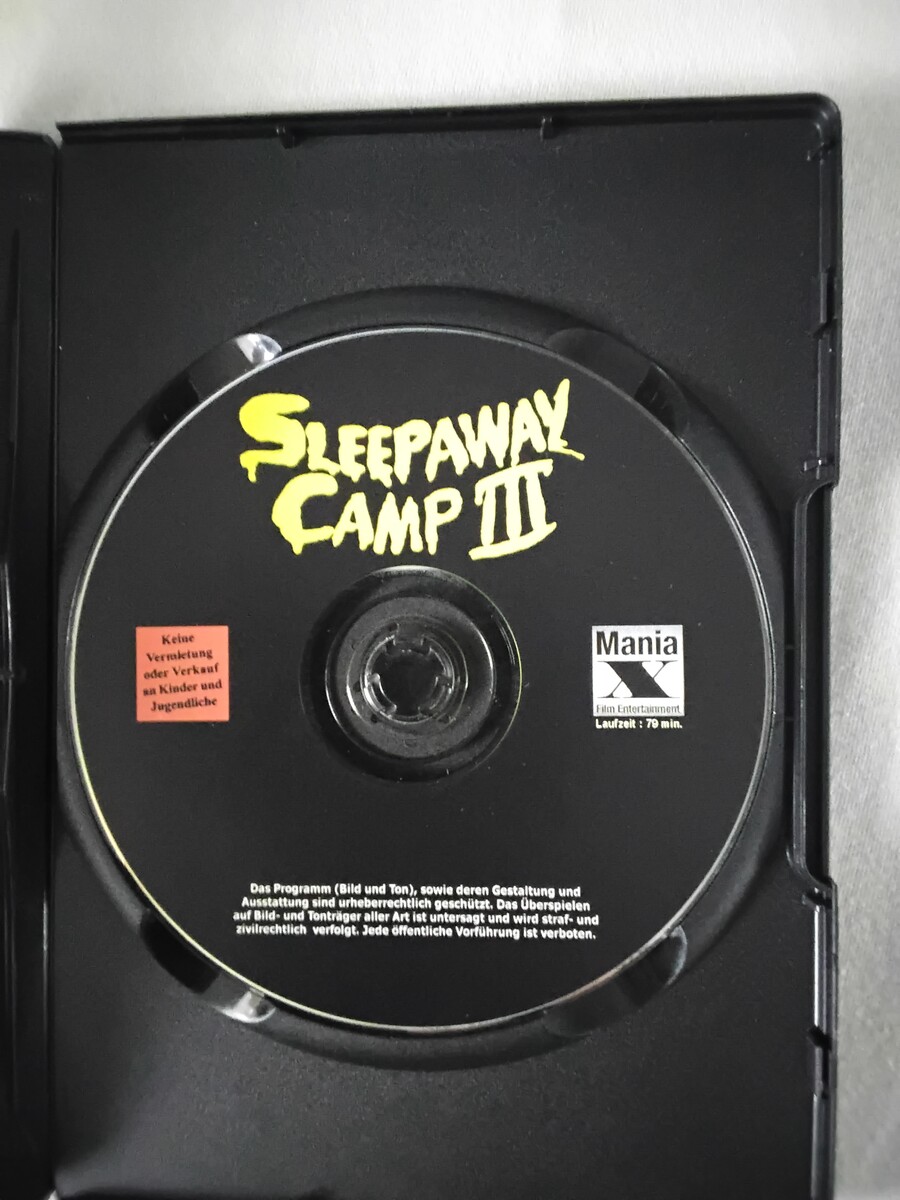 SLEEPAWAY
CAMP III
Keine
Vermietung
oder Verkauf
an Kinder und
Jugendliche
Mania
X
Film Entertainment
Laufzeit : 79 min.
Das Programm (Bild und Ton), sowie deren Gestaltung und
Ausstattung sind urheberrechtlich geschützt. Das Überspielen
auf Bild- und Tonträger aller Art ist untersagt und wird straf- und
zivilrechtlich verfolgt. Jede öffentliche Vorführung ist verboten.